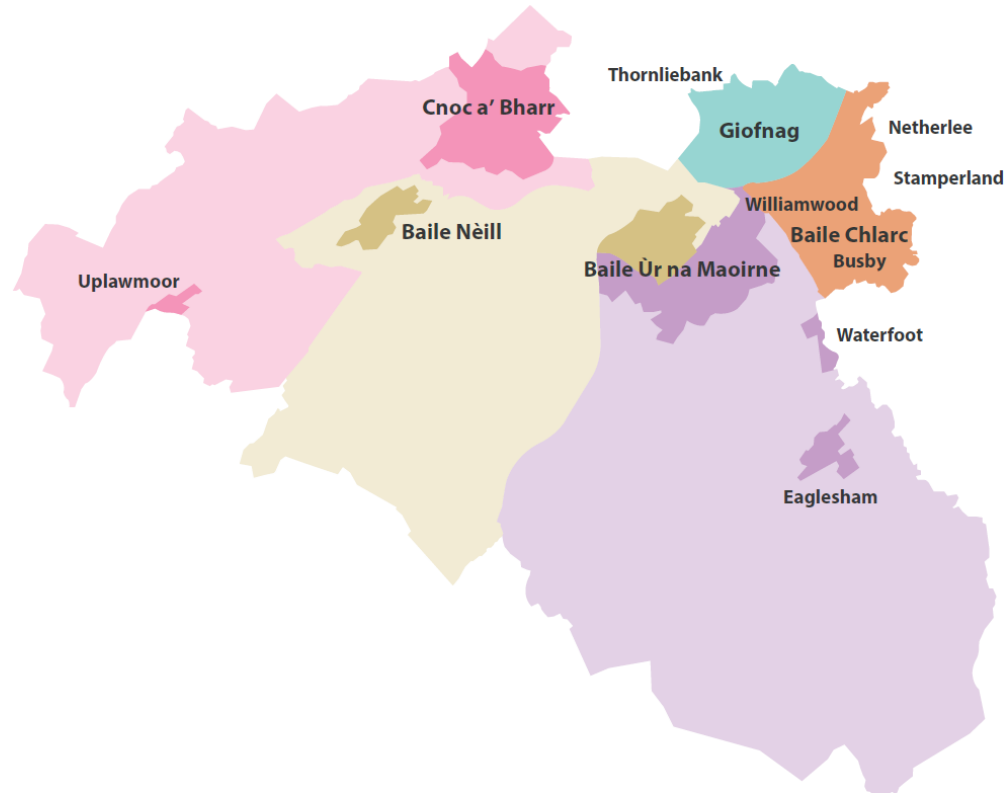 Thornliebank
Cnoc a’ Bharr
Giofnag
Netherlee
Stamperland
Williamwood
Baile Nèill
Baile Chlarc
Busby
Baile Ùr na Maoirne
Uplawmoor
Waterfoot
Eaglesham